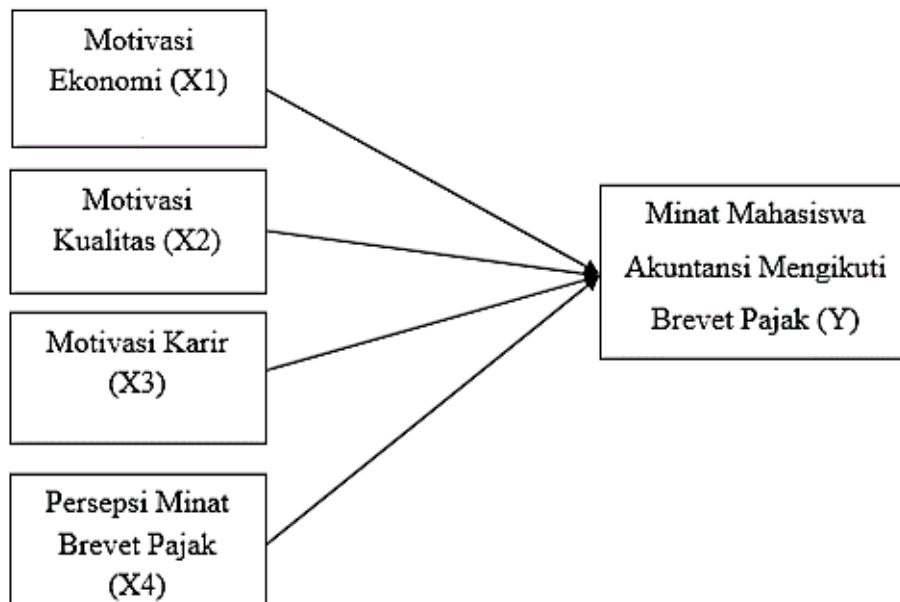 Motivasi
Ekonomi (X1)
Motivasi
Kualitas (X2)
Motivasi Karir
(X3)
Persepsi Minat
Brevet Pajak
(X4)
Minat Mahasiswa
Akuntansi Mengikuti
Brevet Pajak (Y)